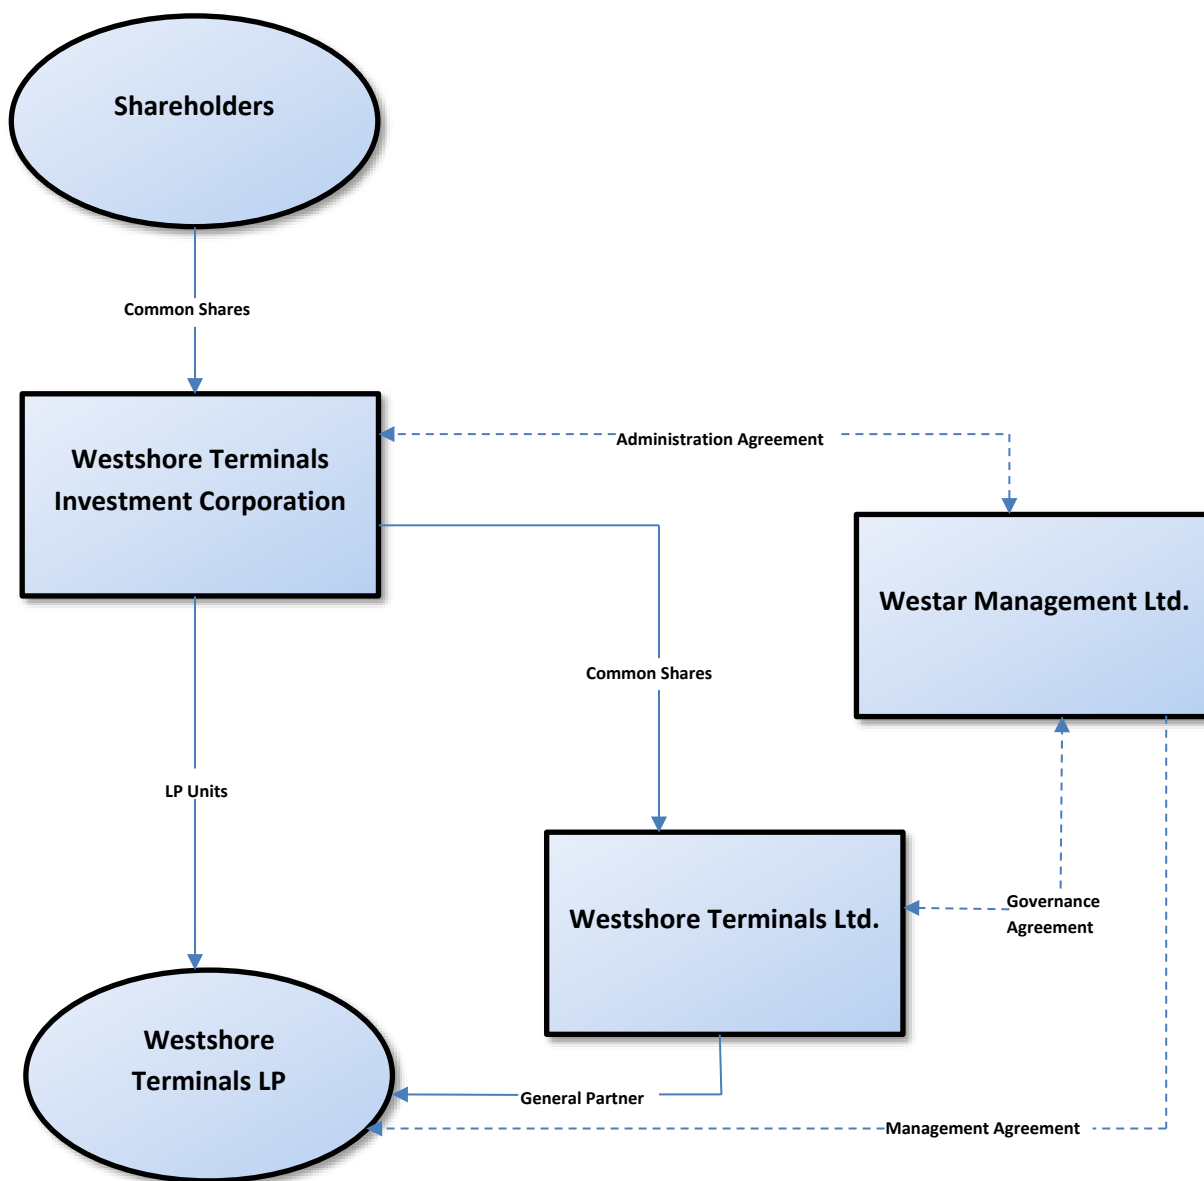 Shareholders
Common Shares
Westshore Terminals
Investment Corporation
Administration Agreement
Westar Management Ltd.
Common Shares
LP Units
Westshore Terminals Ltd.
Governance
Agreement
Westshore
Terminals LP
General Partner
Management Agreement